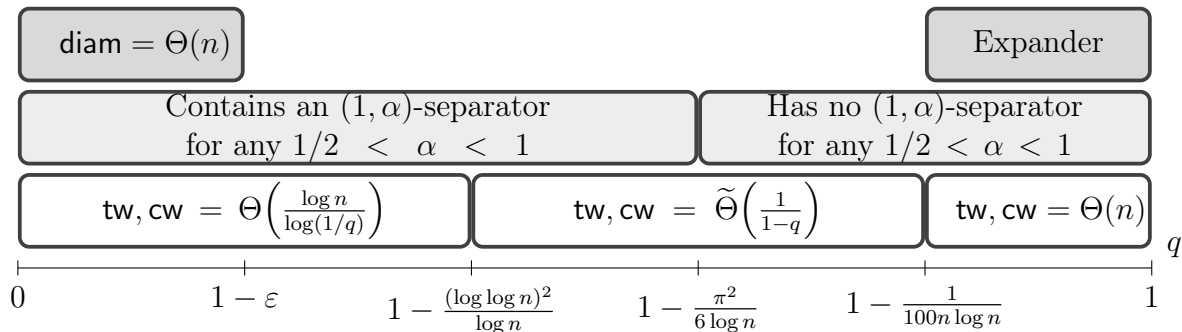 diam = Θ(n) Expander
Contains an (1, α)-separator Has no (1, α)-separator
for any 1/2 < α < 1 for any 1/2 < α < 1
tw, cw = Θ(log n / log(1/q)) tw, cw = Θ̃(1 / 1−q) tw, cw = Θ(n)
q
0 1 − ε 1 − (log log n)² / log n 1 − π² / 6 log n 1 − 1 / 100n log n 1